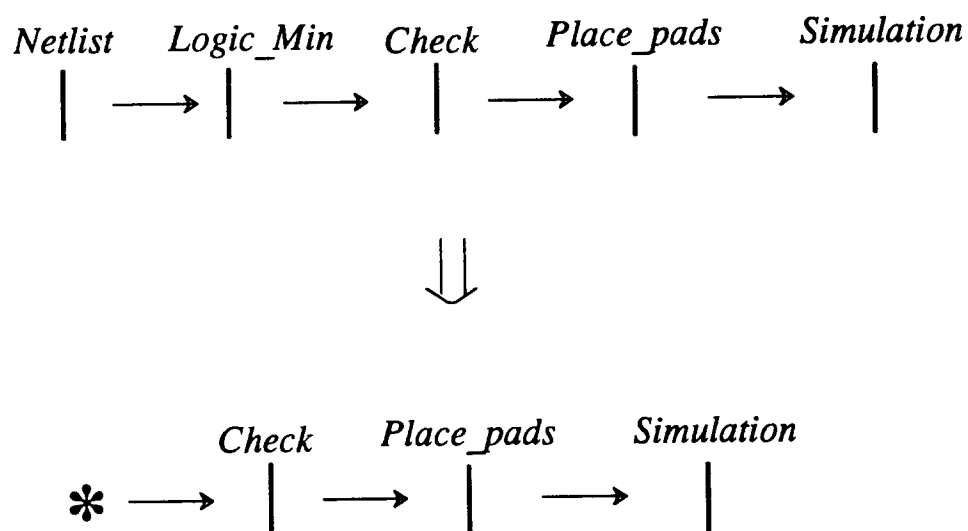 Netlist Logic_Min Check Place_pads Simulation
Check Place_pads Simulation
*